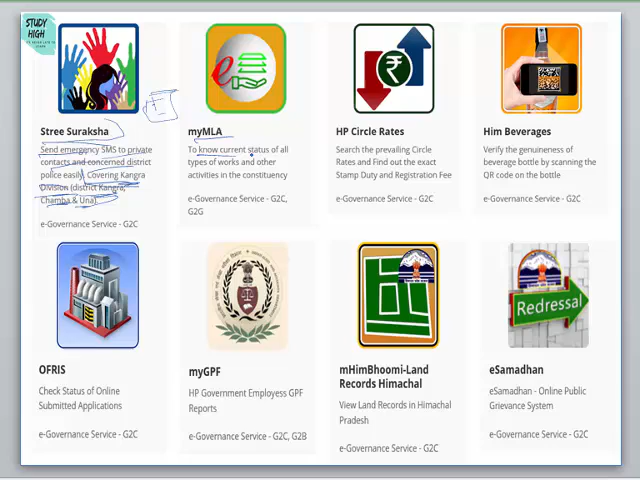 STUDY
HIGH
Stree Suraksha
Send emergency SMS to private
contacts and concerned district
police easily. Covering Kangra
Division (district Kangra,
Chamba & Una)
e-Governance Service - G2C
myMLA
To know current status of all
types of works and other
activities in the constituency
e-Governance Service - G2C,
G2G
HP Circle Rates
Search the prevailing Circle
Rates and Find out the exact
Stamp Duty and Registration Fee
e-Governance Service - G2C
Him Beverages
Verify the genuineness of
beverage bottle by scanning the
QR code on the bottle
e-Governance Service - G2C
OFRIS
Check Status of Online
Submitted Applications
e-Governance Service - G2C
myGPF
HP Government Employess GPF
Reports
e-Governance Service - G2C, G2B
mHimBhoomi-Land
Records Himachal
View Land Records in Himachal
Pradesh
e-Governance Service - G2C
Redressal
eSamadhan
eSamadhan - Online Public
Grievance System
e-Governance Service - G2C